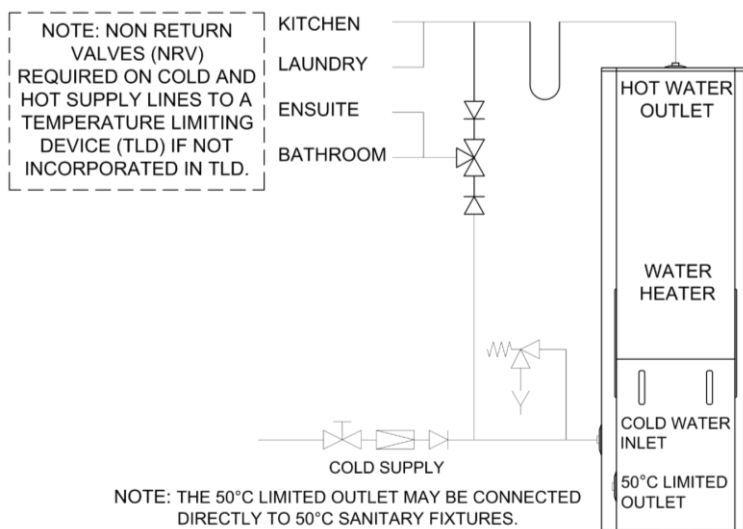 NOTE: NON RETURN
VALVES (NRV)
REQUIRED ON COLD AND
HOT SUPPLY LINES TO A
TEMPERATURE LIMITING
DEVICE (TLD) IF NOT
INCORPORATED IN TLD.
KITCHEN
LAUNDRY
ENSUITE
BATHROOM
HOT WATER
OUTLET
WATER
HEATER
COLD WATER
INLET
50°C LIMITED
OUTLET
COLD SUPPLY
NOTE: THE 50°C LIMITED OUTLET MAY BE CONNECTED
DIRECTLY TO 50°C SANITARY FIXTURES.